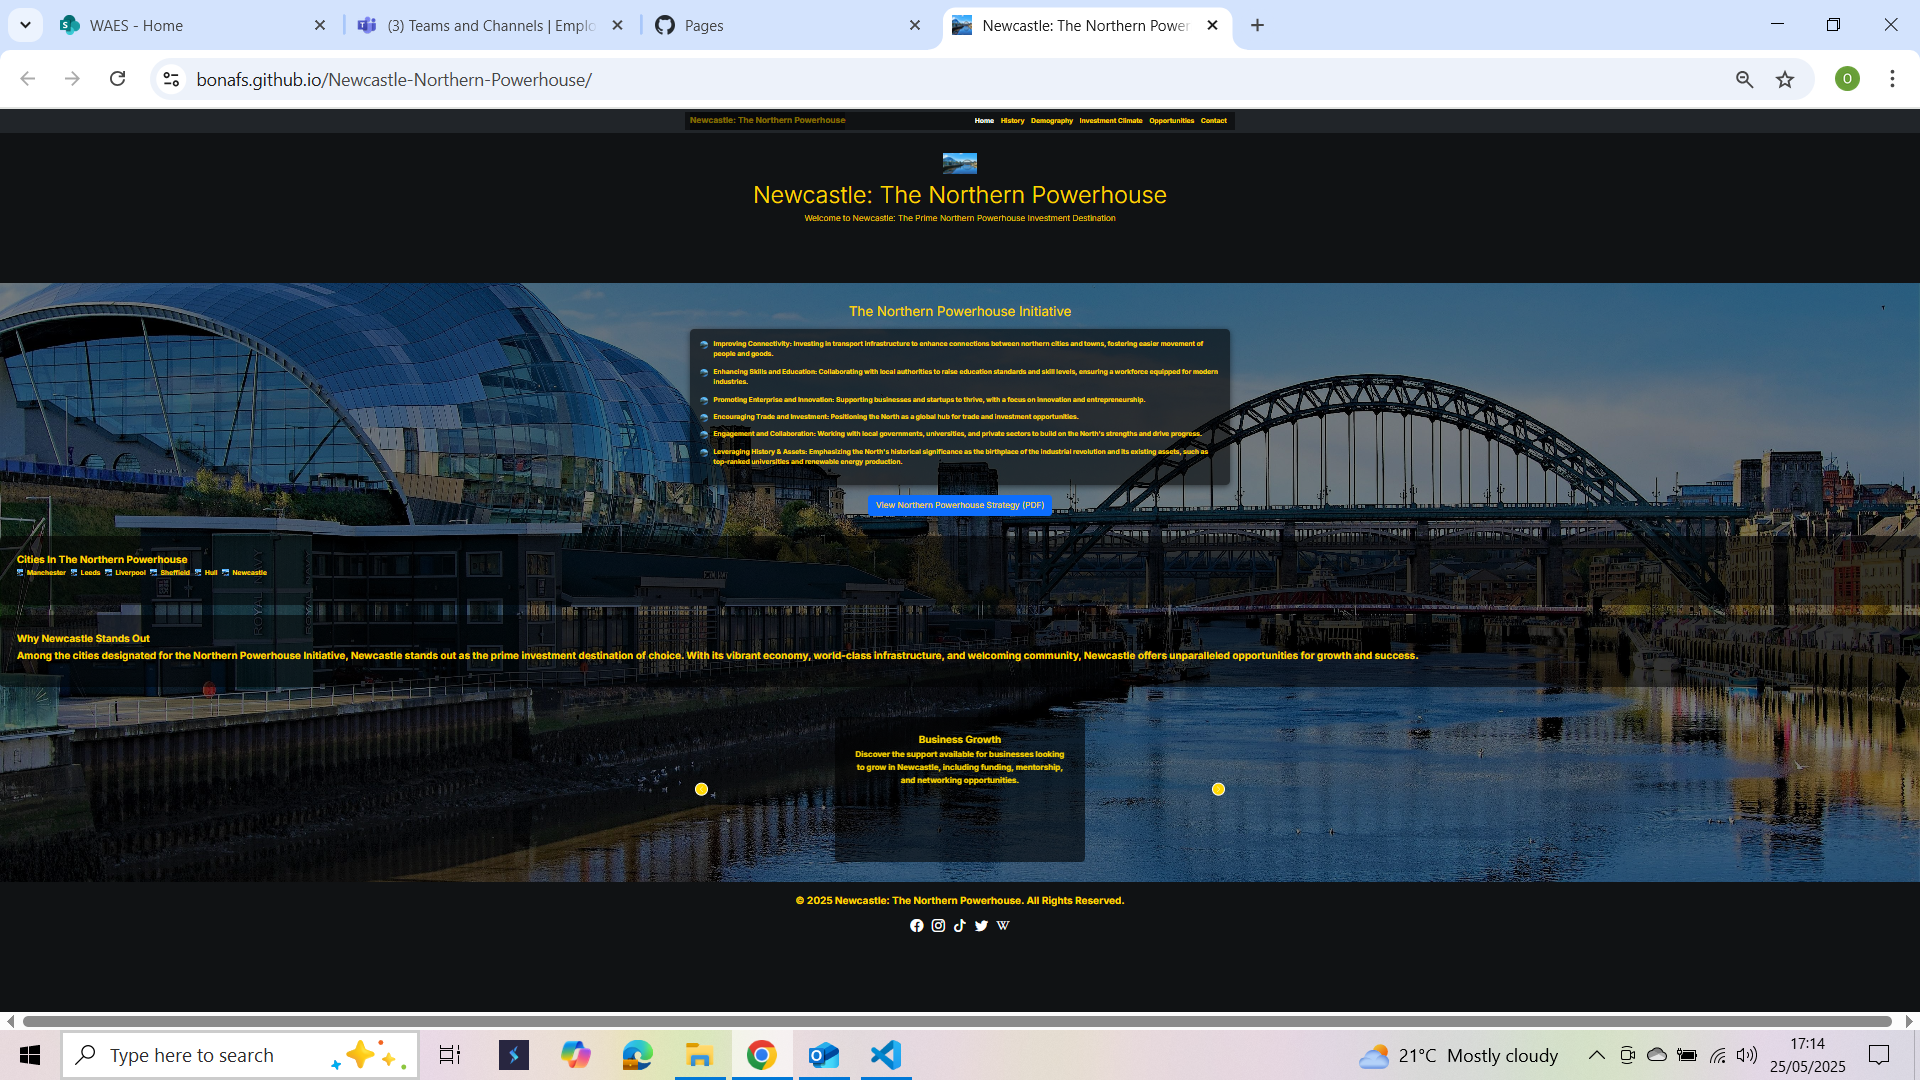 WAES - Home
(3) Teams and Channels | Emplo
Pages
Newcastle: The Northern Power
bonafs.github.io/Newcastle-Northern-Powerhouse/
O
Newcastle: The Northern Powerhouse
Home History Demography Investment Climate Opportunities Contact
Newcastle: The Northern Powerhouse
Welcome to Newcastle: The Prime Northern Powerhouse Investment Destination
The Northern Powerhouse Initiative
Improving Connectivity: Investing in transport infrastructure to enhance connections between northern cities and towns, fostering easier movement of
people and goods.
Enhancing Skills and Education: Collaborating with local authorities to raise education standards and skill levels, ensuring a workforce equipped for modern
industries.
Promoting Enterprise and Innovation: Supporting businesses and startups to thrive, with a focus on innovation and entrepreneurship.
Encouraging Trade and Investment: Positioning the North as a global hub for trade and investment opportunities.
Engagement and Collaboration: Working with local governments, universities, and private sectors to build on the North's strengths and drive progress.
Leveraging History & Assets: Emphasizing the North's historical significance as the birthplace of the industrial revolution and its existing assets, such as
top-ranked universities and renewable energy production.
View Northern Powerhouse Strategy (PDF)
Cities In The Northern Powerhouse
Manchester Leeds Liverpool Sheffield Hull Newcastle
Why Newcastle Stands Out
Among the cities designated for the Northern Powerhouse Initiative, Newcastle stands out as the prime investment destination of choice. With its vibrant economy, world-class infrastructure, and welcoming community, Newcastle offers unparalleled opportunities for growth and success.
Business Growth
Discover the support available for businesses looking
to grow in Newcastle, including funding, mentorship,
and networking opportunities.
© 2025 Newcastle: The Northern Powerhouse. All Rights Reserved.
Type here to search
21°C Mostly cloudy
17:14
25/05/2025